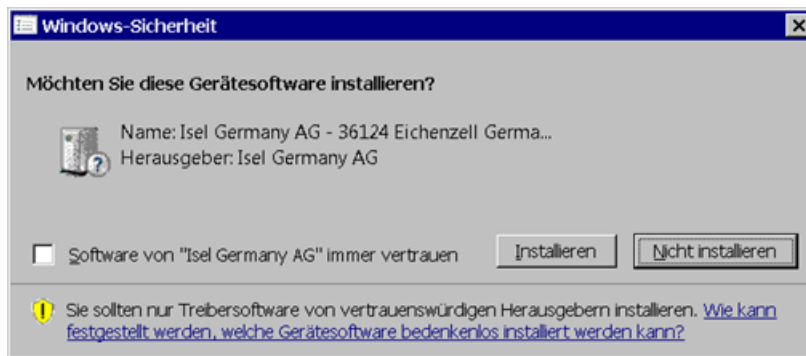 Windows-Sicherheit
Möchten Sie diese Gerätesoftware installieren?
Name: Isel Germany AG - 36124 Eichenzell Germa...
Herausgeber: Isel Germany AG
Software von "Isel Germany AG" immer vertrauen
Installieren
Nicht installieren
Sie sollten nur Treibersoftware von vertrauenswürdigen Herausgebern installieren. Wie kann
festgestellt werden, welche Gerätesoftware bedenkenlos installiert werden kann?